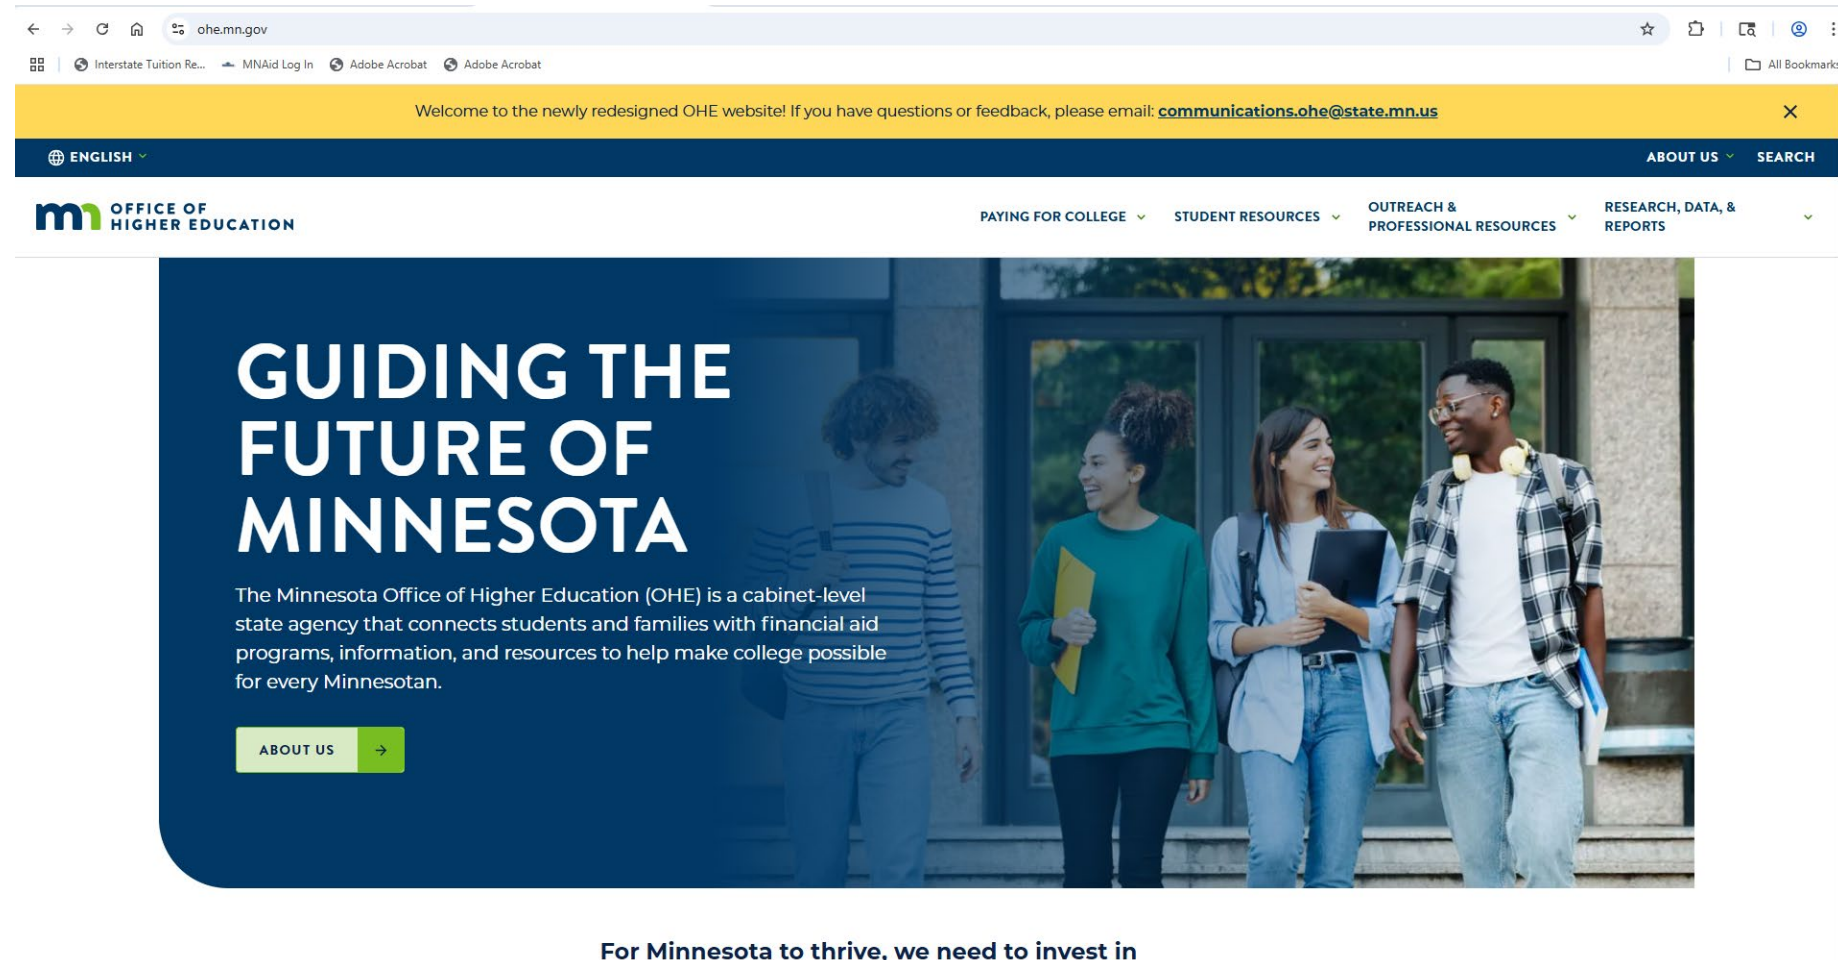 ohe.mn.gov
Interstate Tuition Re... MNAid Log In Adobe Acrobat Adobe Acrobat All Bookmarks
Welcome to the newly redesigned OHE website! If you have questions or feedback, please email: communications.ohe@state.mn.us
ENGLISH ABOUT US SEARCH
mn OFFICE OF
HIGHER EDUCATION
PAYING FOR COLLEGE STUDENT RESOURCES
OUTREACH &
PROFESSIONAL RESOURCES
RESEARCH, DATA, &
REPORTS
GUIDING THE
FUTURE OF
MINNESOTA
The Minnesota Office of Higher Education (OHE) is a cabinet-level
state agency that connects students and families with financial aid
programs, information, and resources to help make college possible
for every Minnesotan.
ABOUT US
For Minnesota to thrive, we need to invest in